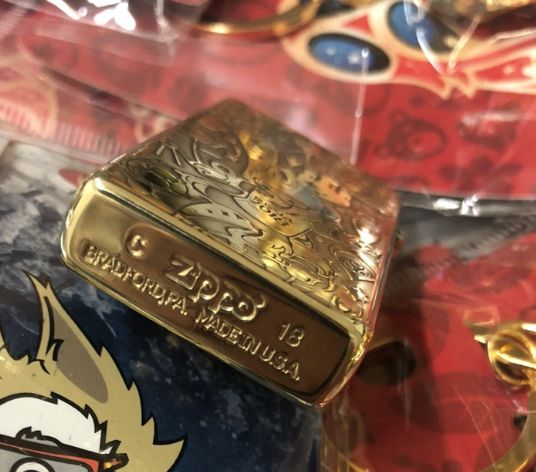 C zippo 18
BRADFORD, PA. MADE IN U.S.A.